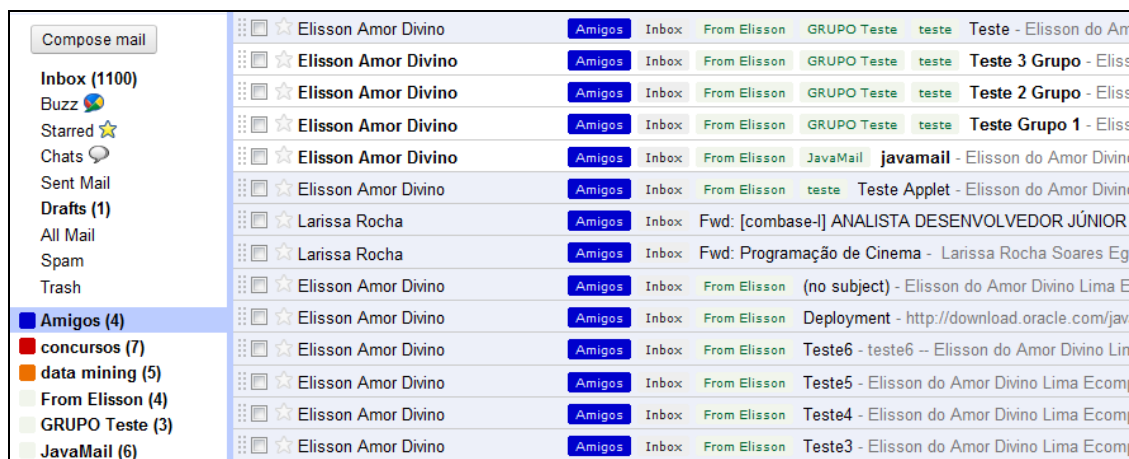 Compose mail
Inbox (1100)
Buzz
Starred
Chats
Sent Mail
Drafts (1)
All Mail
Spam
Trash
Amigos (4)
concursos (7)
data mining (5)
From Elisson (4)
GRUPO Teste (3)
JavaMail (6)
Elisson Amor Divino Amigos Inbox From Elisson GRUPO Teste teste Teste - Elisson do Am
Elisson Amor Divino Amigos Inbox From Elisson GRUPO Teste teste Teste 3 Grupo - Eliss
Elisson Amor Divino Amigos Inbox From Elisson GRUPO Teste teste Teste 2 Grupo - Eliss
Elisson Amor Divino Amigos Inbox From Elisson GRUPO Teste teste Teste Grupo 1 - Eliss
Elisson Amor Divino Amigos Inbox From Elisson JavaMail javamail - Elisson do Amor Divino
Elisson Amor Divino Amigos Inbox From Elisson teste Teste Applet - Elisson do Amor Divino
Larissa Rocha Amigos Inbox Fwd: [combase-l] ANALISTA DESENVOLVEDOR JÚNIOR
Larissa Rocha Amigos Inbox Fwd: Programação de Cinema - Larissa Rocha Soares Eg
Elisson Amor Divino Amigos Inbox From Elisson (no subject) - Elisson do Amor Divino Lima E
Elisson Amor Divino Amigos Inbox From Elisson Deployment - http://download.oracle.com/jav
Elisson Amor Divino Amigos Inbox From Elisson Teste6 - teste6 -- Elisson do Amor Divino Lim
Elisson Amor Divino Amigos Inbox From Elisson Teste5 - Elisson do Amor Divino Lima Ecomp
Elisson Amor Divino Amigos Inbox From Elisson Teste4 - Elisson do Amor Divino Lima Ecomp
Elisson Amor Divino Amigos Inbox From Elisson Teste3 - Elisson do Amor Divino Lima Ecomp